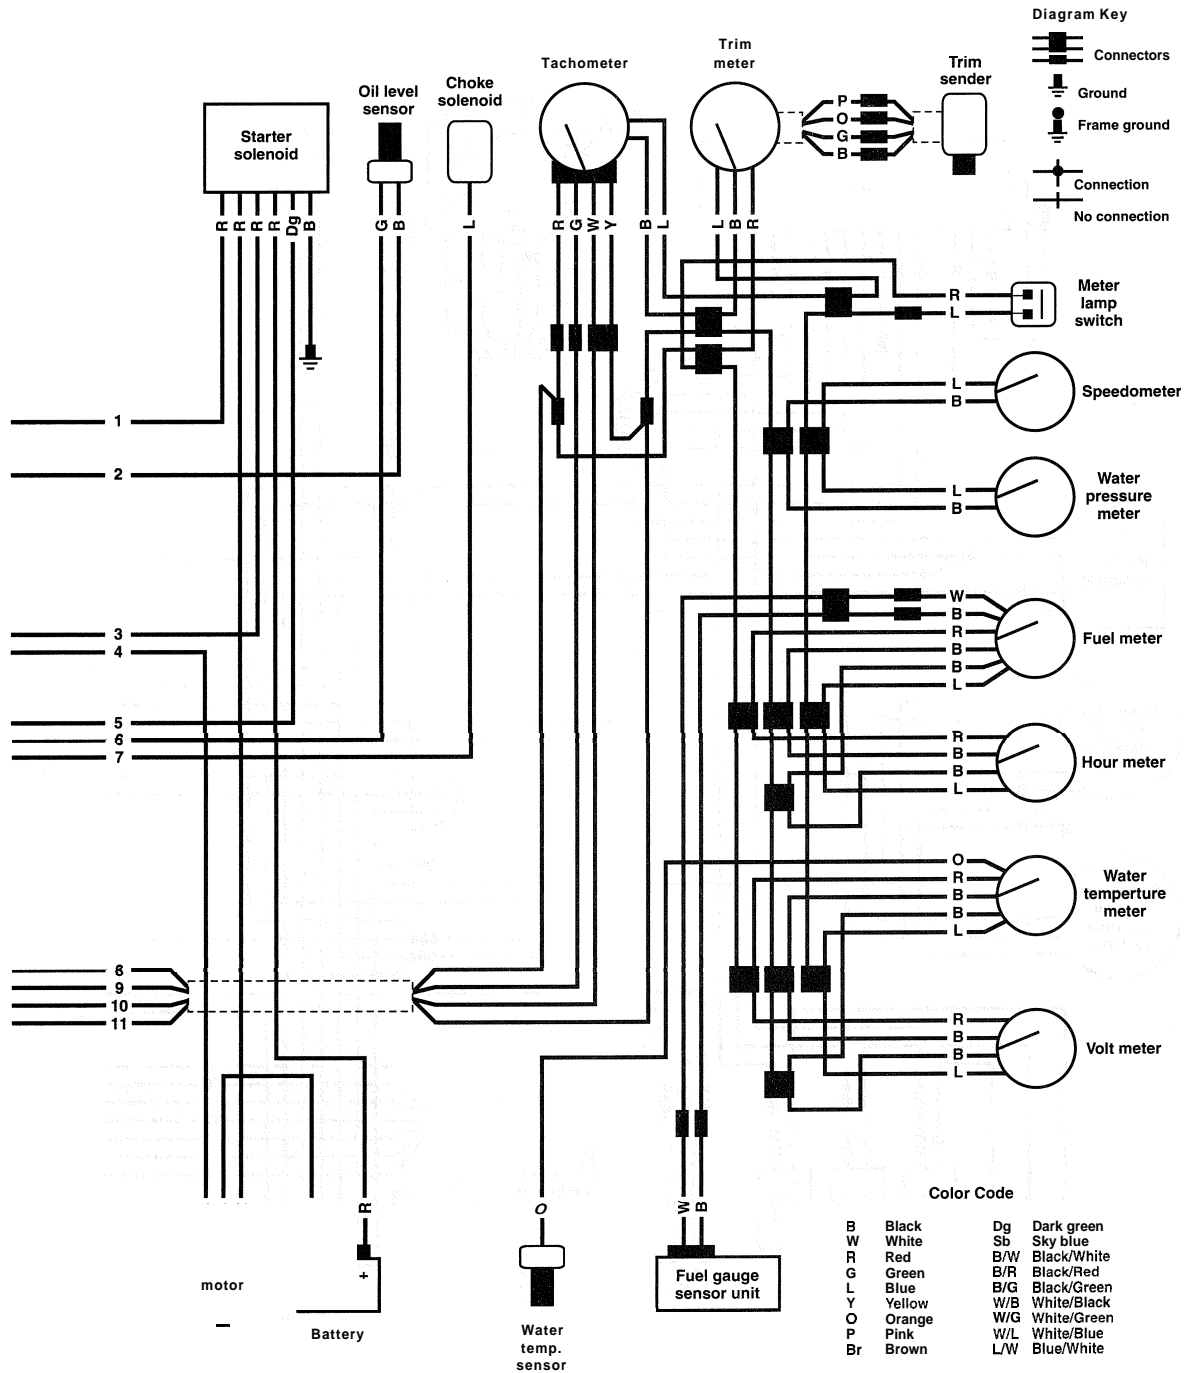 Diagram Key
Connectors
Ground
Frame ground
Connection
No connection
Starter
solenoid
Oil level
sensor
Choke
solenoid
Tachometer
Trim
meter
Trim
sender
P
O
G
B
R R R R Dg B
G B
L
R G W Y B L
L B R
R
L
Meter
lamp
switch
L
B
Speedometer
L
B
Water
pressure
meter
W
B
R
B
B
L
Fuel meter
R
B
B
L
Hour meter
O
R
B
B
L
Water
temperture
meter
R
B
B
L
Volt meter
1
2
3
4
5
6
7
8
9
10
11
R
+
motor
–
Battery
O
Water
temp.
sensor
W B
Fuel gauge
sensor unit
Color Code
B Black Dg Dark green
W White Sb Sky blue
R Red B/W Black/White
G Green B/R Black/Red
L Blue B/G Black/Green
Y Yellow W/B White/Black
O Orange W/G White/Green
P Pink W/L White/Blue
Br Brown L/W Blue/White